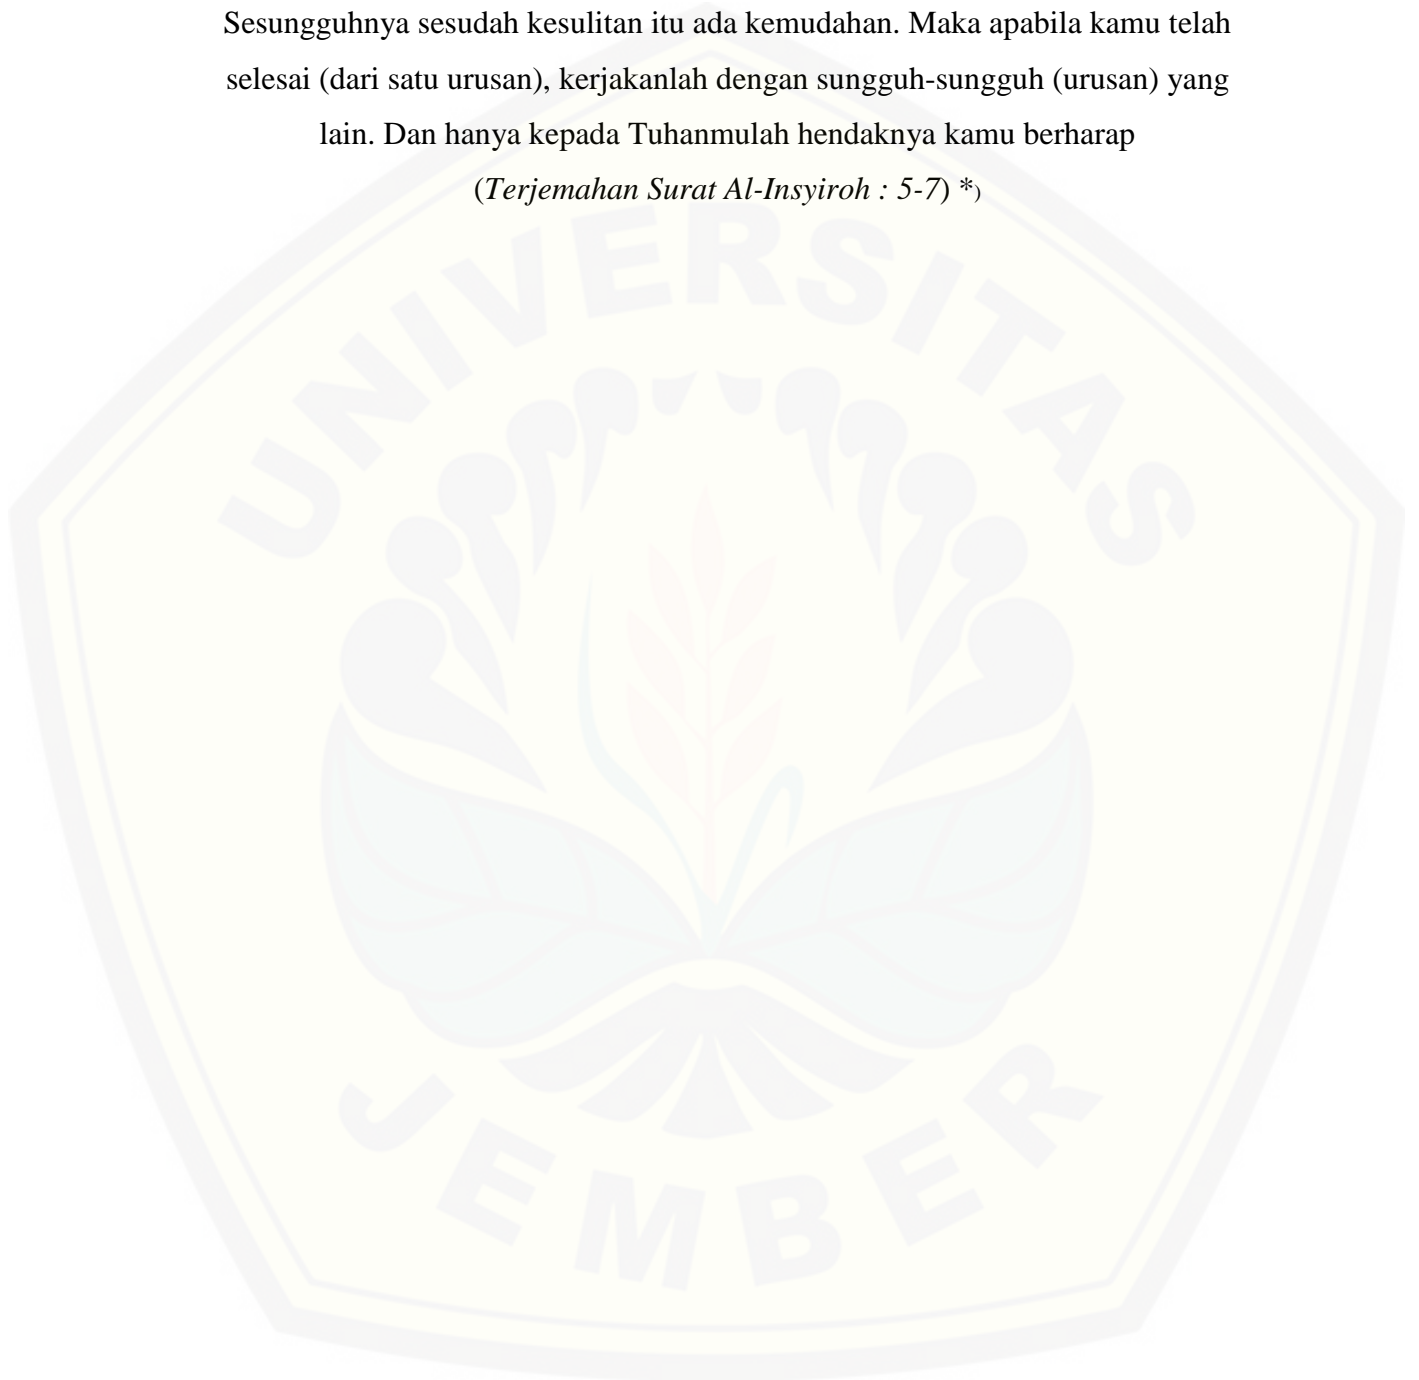 Sesungguhnya sesudah kesulitan itu ada kemudahan. Maka apabila kamu telah
selesai (dari satu urusan), kerjakanlah dengan sungguh-sungguh (urusan) yang
lain. Dan hanya kepada Tuhanmulah hendaknya kamu berharap
(Terjemahan Surat Al-Insyiroh : 5-7) *)
UNIVERSITAS
JEMBER